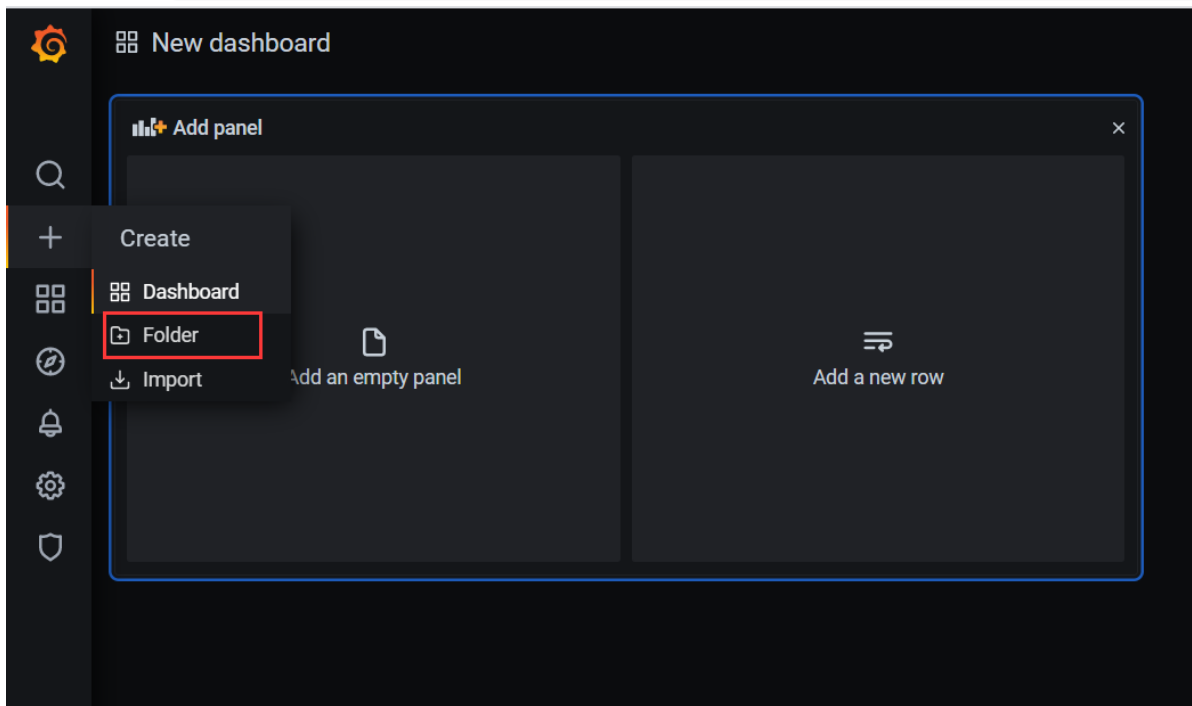 New dashboard
Add panel
Create
Dashboard
Folder
Import
Add an empty panel
Add a new row